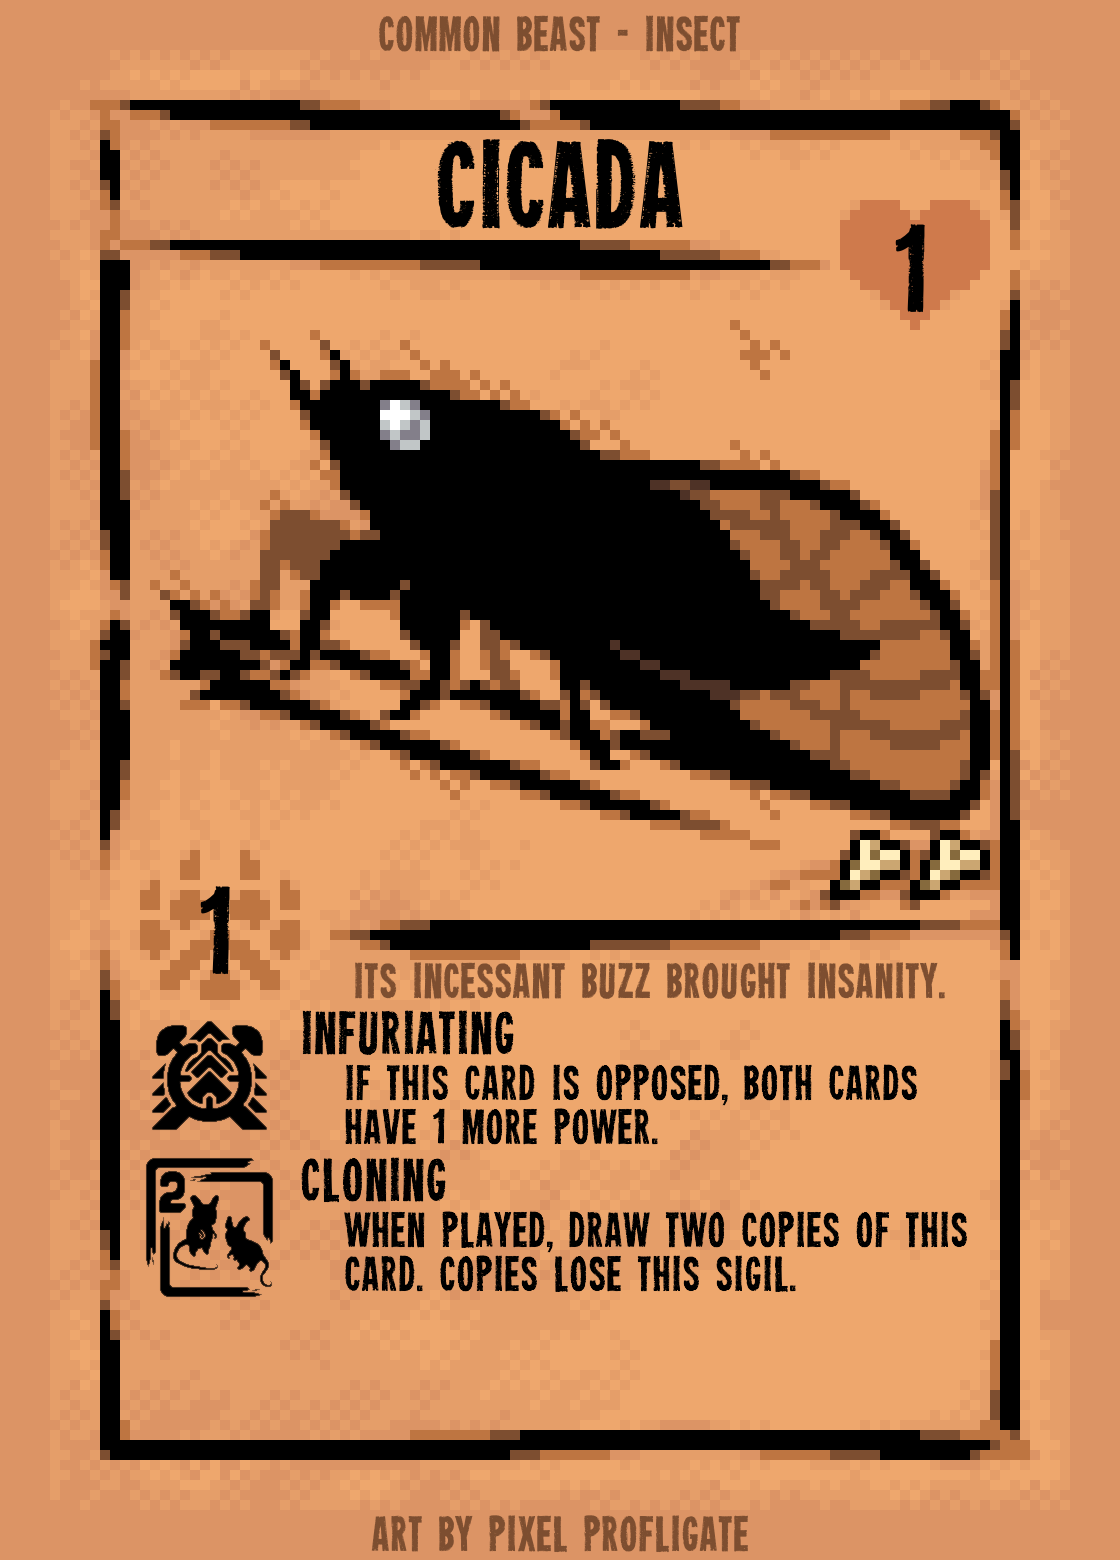 COMMON BEAST - INSECT
CICADA
1
1
ITS INCESSANT BUZZ BROUGHT INSANITY.
INFURIATING
IF THIS CARD IS OPPOSED, BOTH CARDS
HAVE 1 MORE POWER.
CLONING
2
WHEN PLAYED, DRAW TWO COPIES OF THIS
CARD. COPIES LOSE THIS SIGIL.
ART BY PIXEL PROFLIGATE